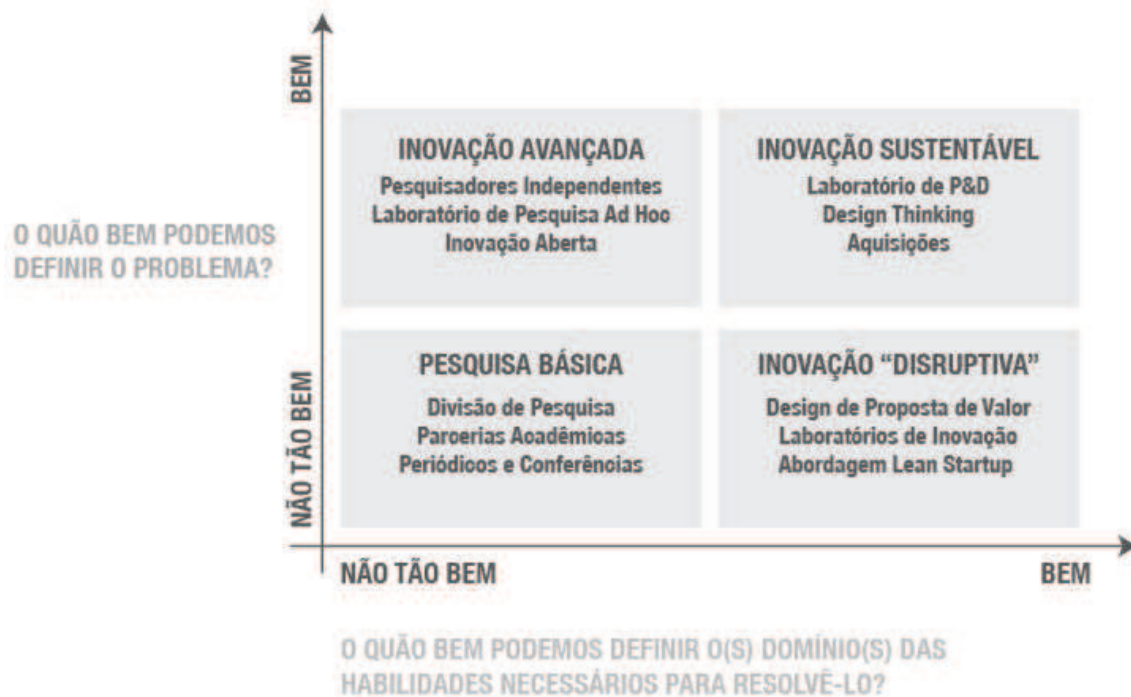 BEM
INOVAÇÃO AVANÇADA
Pesquisadores Independentes
Laboratório de Pesquisa Ad Hoo
Inovação Aberta
INOVAÇÃO SUSTENTÁVEL
Laboratório de P&D
Design Thinking
Aquisições
O QUÃO BEM PODEMOS
DEFINIR O PROBLEMA?
NÃO TÃO BEM
PESQUISA BÁSICA
Divisão de Pesquisa
Parcerias Acadêmicas
Periódicos e Conferências
INOVAÇÃO “DISRUPTIVA”
Design de Proposta de Valor
Laboratórios de Inovação
Abordagem Lean Startup
NÃO TÃO BEM
BEM
O QUÃO BEM PODEMOS DEFINIR O(S) DOMÍNIO(S) DAS
HABILIDADES NECESSÁRIOS PARA RESOLVÊ-LO?